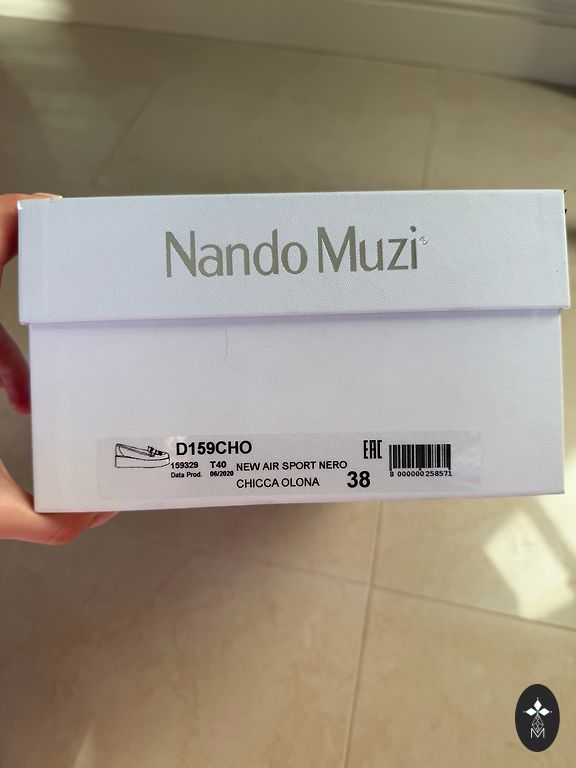 Nando Muzi®
D159CHO
159329 T40 NEW AIR SPORT NERO
Data Prod. 06/2020 CHICCA OLONA 38
EAC
8 000000 258571
M